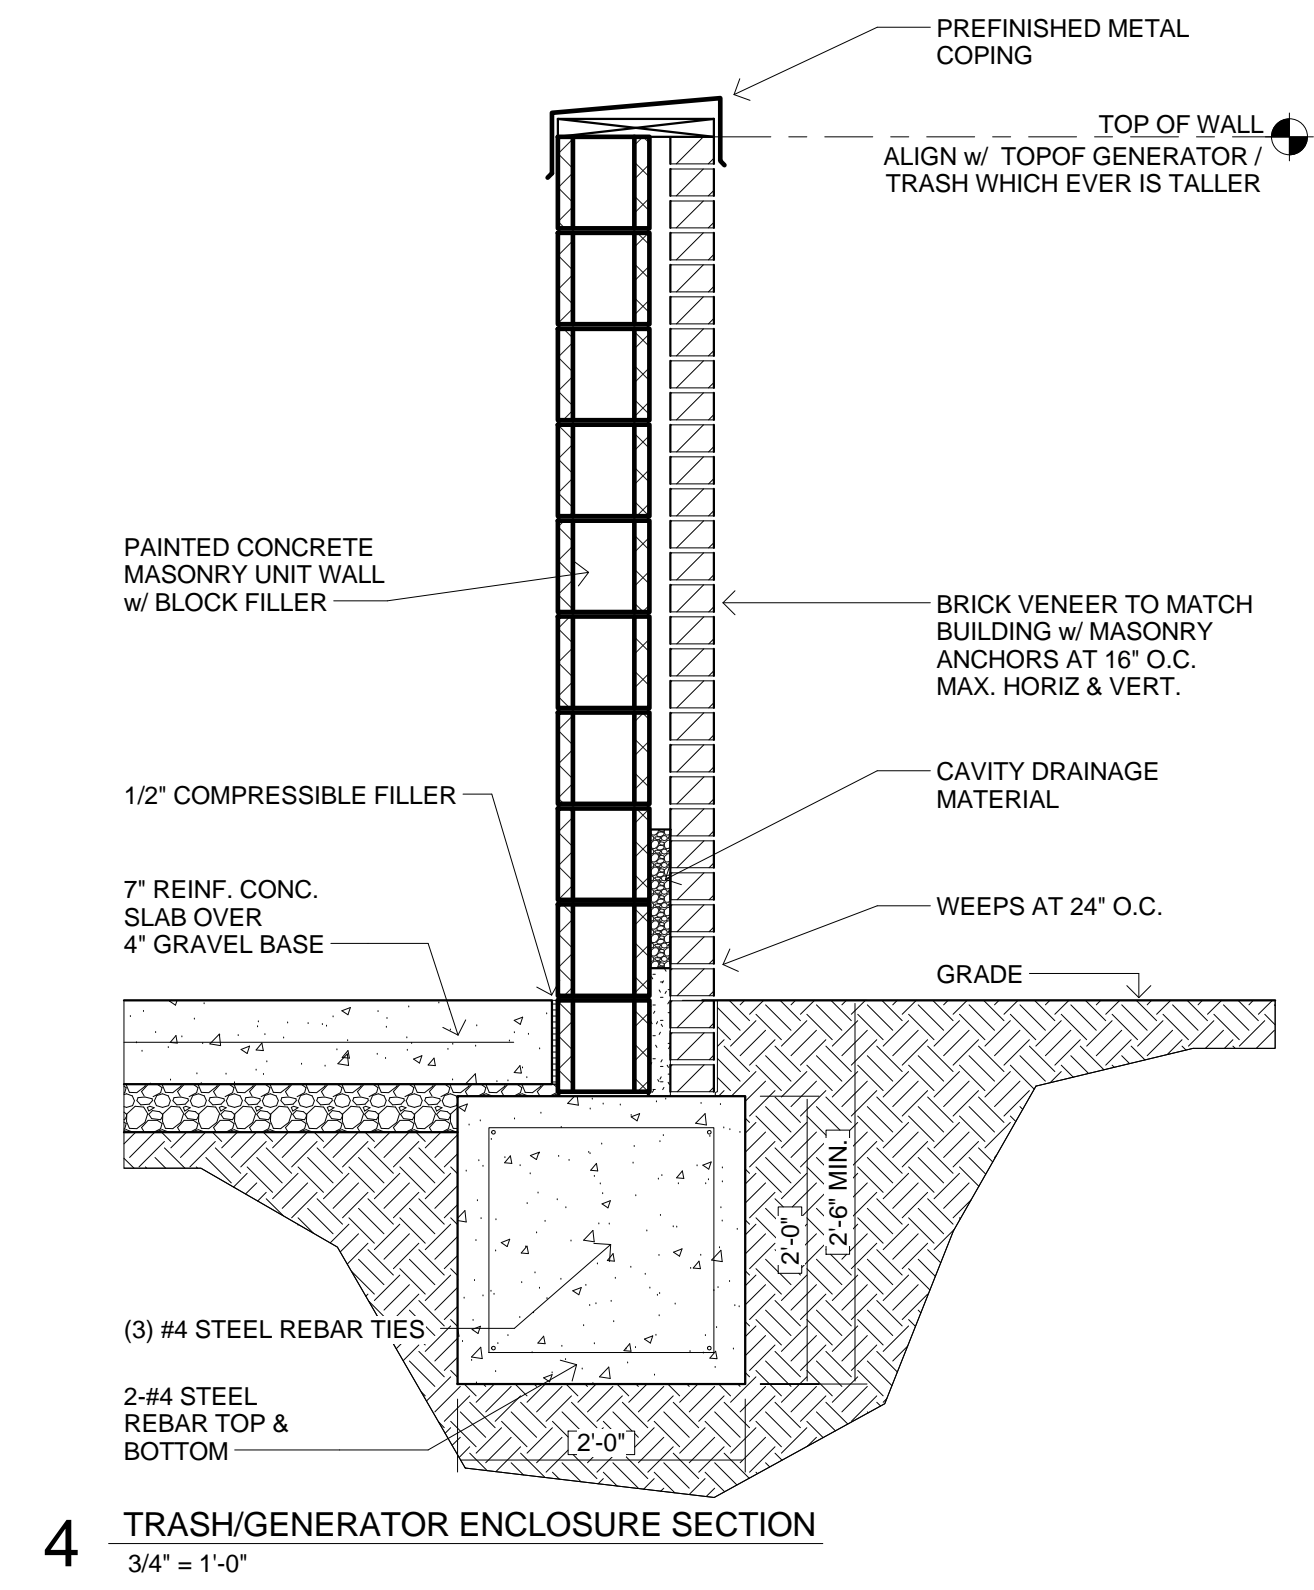 PREFINISHED METAL
COPING
TOP OF WALL
ALIGN w/ TOPOF GENERATOR /
TRASH WHICH EVER IS TALLER
PAINTED CONCRETE
MASONRY UNIT WALL
w/ BLOCK FILLER
BRICK VENEER TO MATCH
BUILDING w/ MASONRY
ANCHORS AT 16" O.C.
MAX. HORIZ & VERT.
CAVITY DRAINAGE
MATERIAL
1/2" COMPRESSIBLE FILLER
7" REINF. CONC.
SLAB OVER
4" GRAVEL BASE
WEEPS AT 24" O.C.
GRADE
2'-0"
2'-6" MIN.
(3) #4 STEEL REBAR TIES
2-#4 STEEL
REBAR TOP &
BOTTOM
2'-0"
4 TRASH/GENERATOR ENCLOSURE SECTION
3/4" = 1'-0"